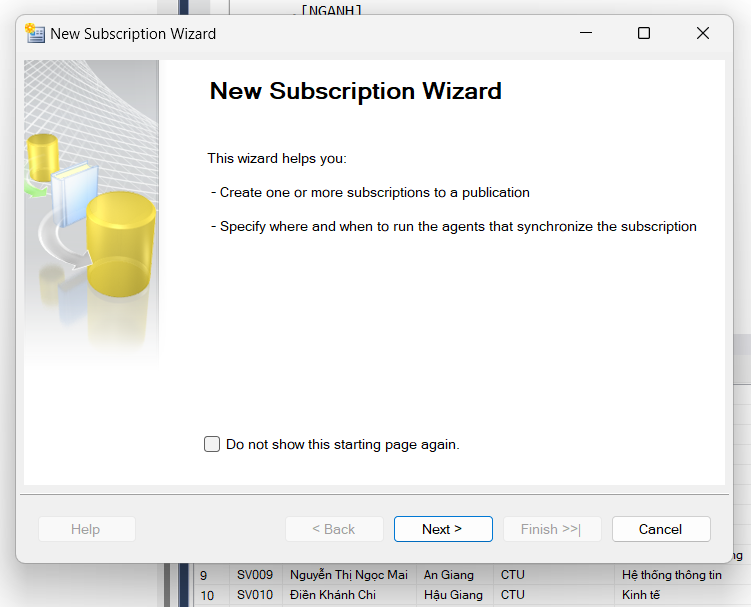 ,[NGANH]
New Subscription Wizard
New Subscription Wizard
This wizard helps you:
- Create one or more subscriptions to a publication
- Specify where and when to run the agents that synchronize the subscription
Do not show this starting page again.
Help
< Back
Next >
Finish >>|
Cancel
ng
9 SV009 Nguyễn Thị Ngọc Mai An Giang CTU Hệ thống thông tin
10 SV010 Điền Khánh Chi Hậu Giang CTU Kinh tế